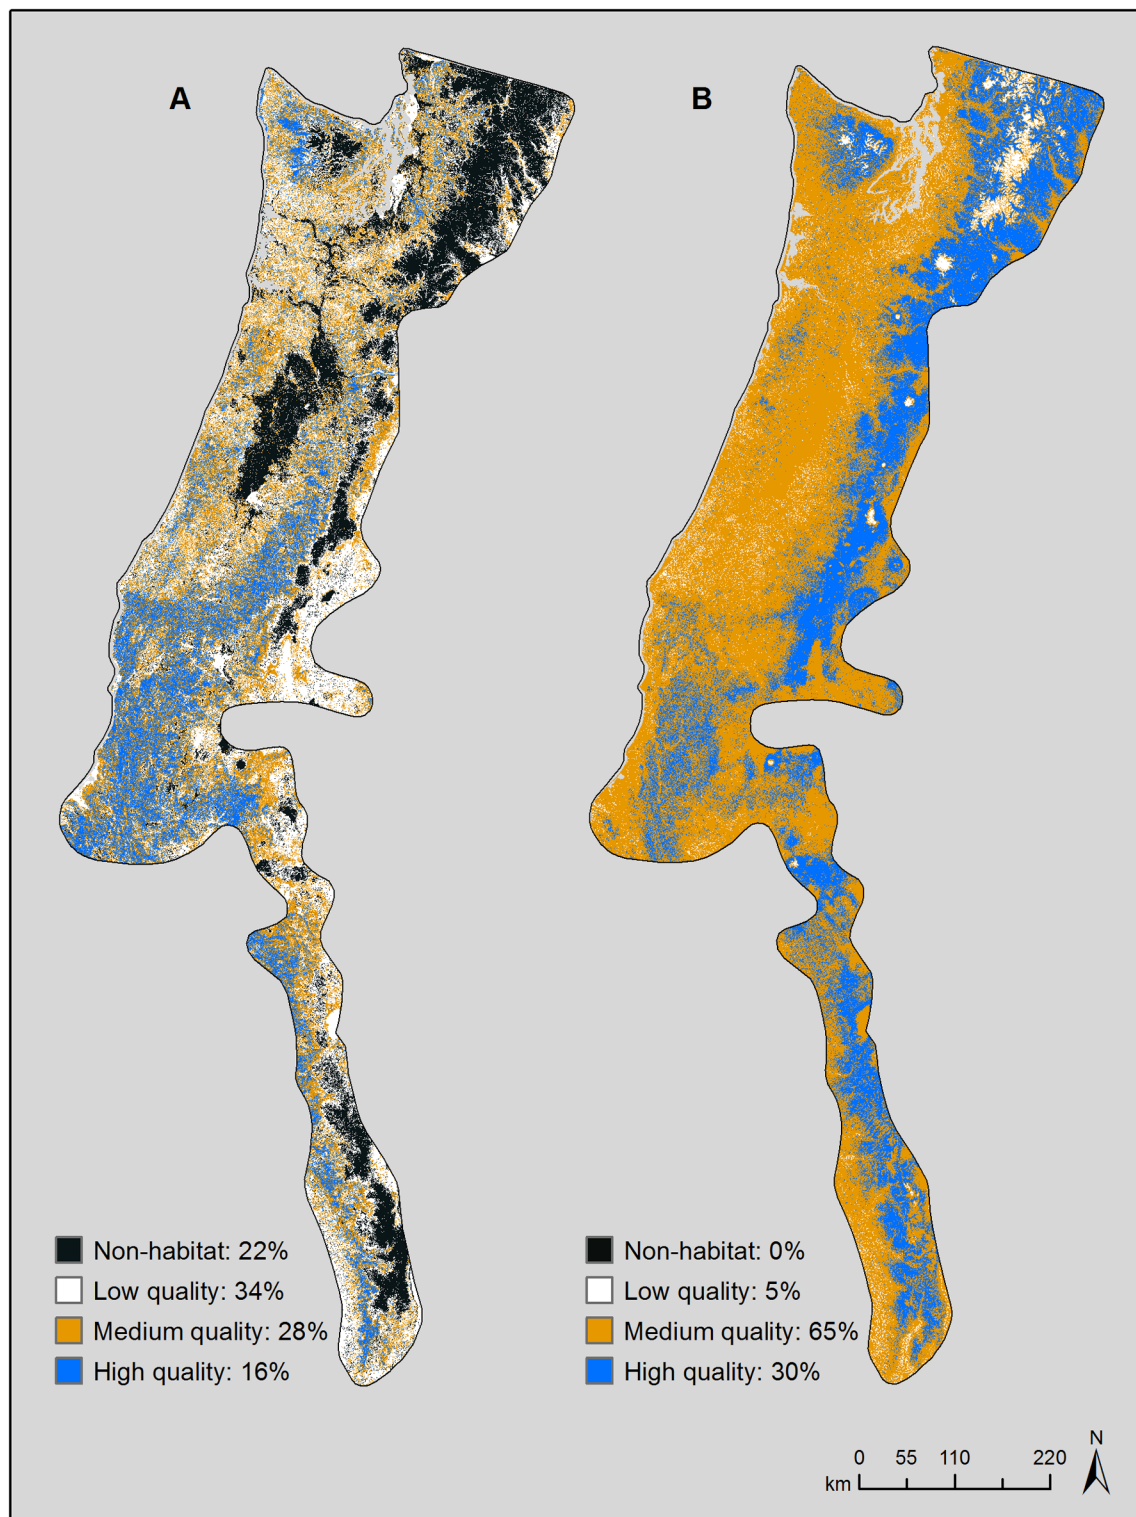 A
B
Non-habitat: 22%
Low quality: 34%
Medium quality: 28%
High quality: 16%
Non-habitat: 0%
Low quality: 5%
Medium quality: 65%
High quality: 30%
N
0 55 110 220
km